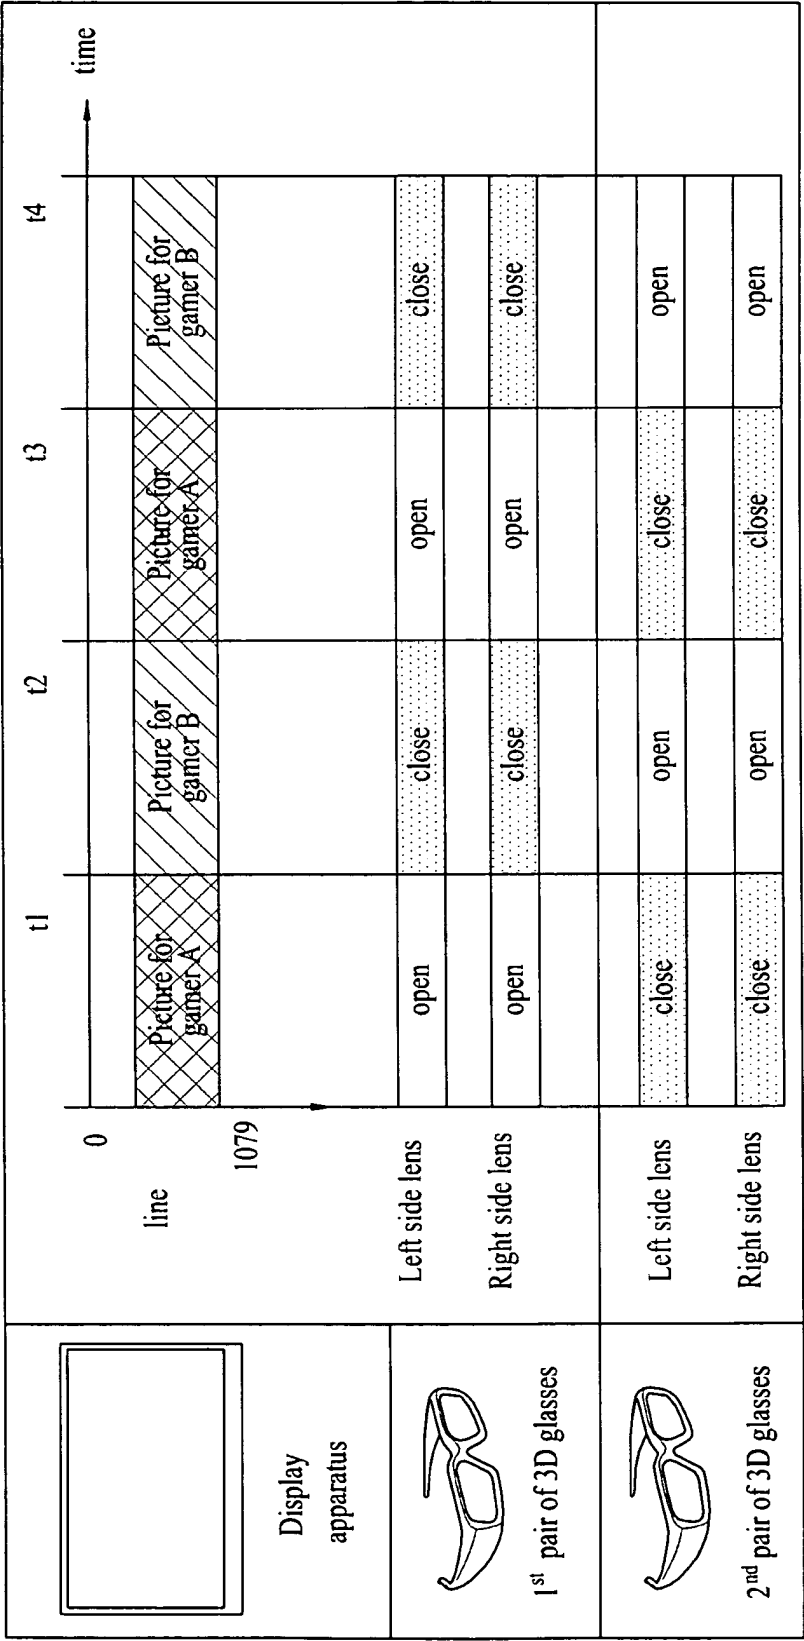 t1 t2 t3 t4
0 time
line
Picture for gamer A
Picture for gamer B
Picture for gamer A
Picture for gamer B
1079
Display
apparatus
Left side lens open close open close
Right side lens open close open close
1st pair of 3D glasses
Left side lens close open close open
Right side lens close open close open
2nd pair of 3D glasses